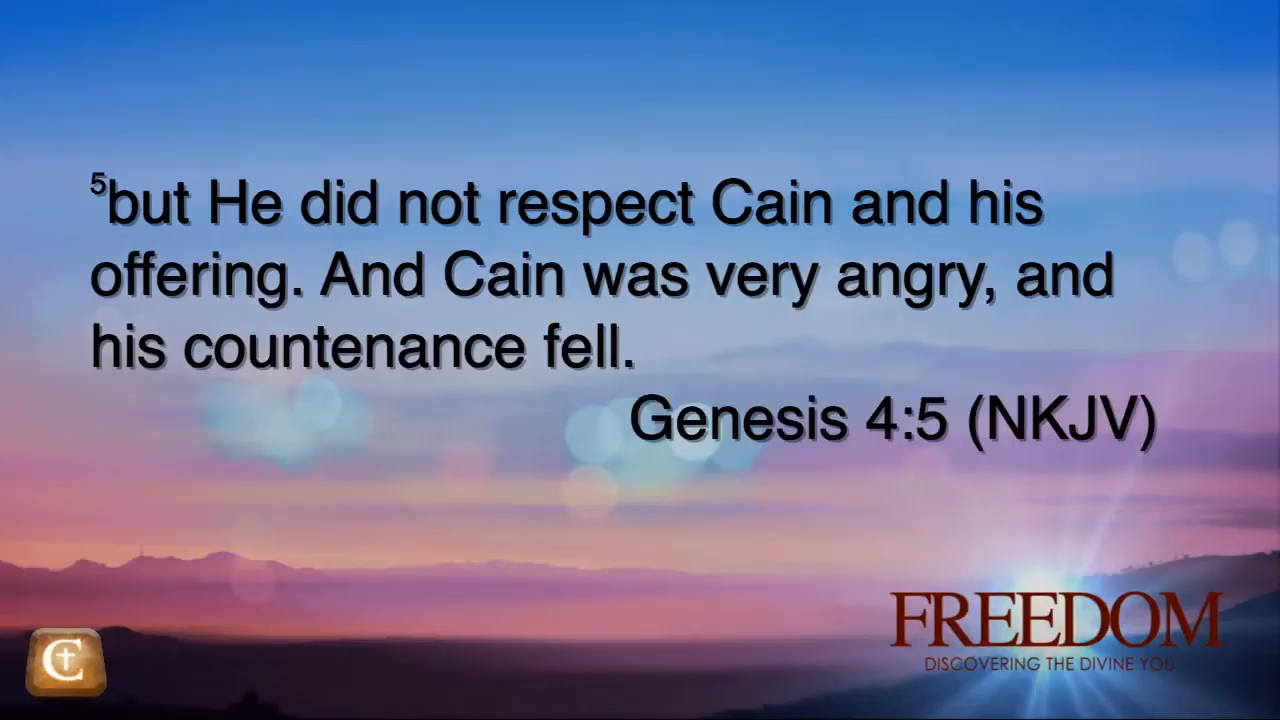 ⁵but He did not respect Cain and his
offering. And Cain was very angry, and
his countenance fell.
Genesis 4:5 (NKJV)
FREEDOM
DISCOVERING THE DIVINE YOU
C